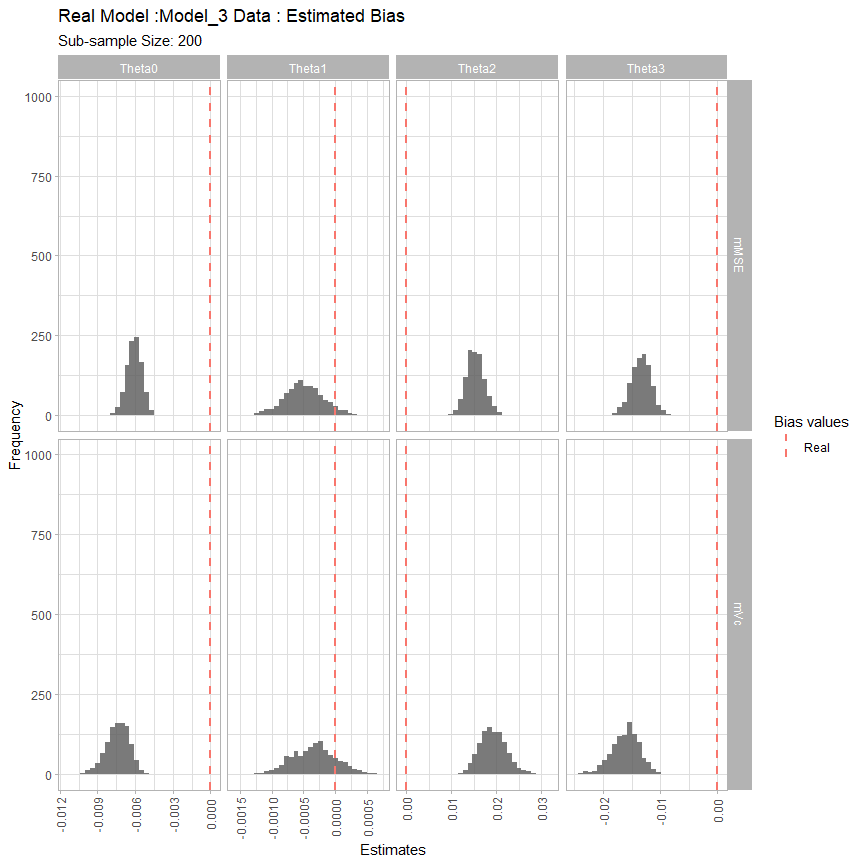 Real Model :Model_3 Data : Estimated Bias
Sub-sample Size: 200
Theta0 Theta1 Theta2 Theta3
1000
750
500
250
0
mMSE
Frequency
1000
750
500
250
0
mVc
-0.012 -0.009 -0.006 -0.003 0.000 -0.0015 -0.0010 -0.0005 0.0000 0.0005 0.00 0.01 0.02 0.03 -0.02 -0.01 0.00
Estimates
Bias values
Real